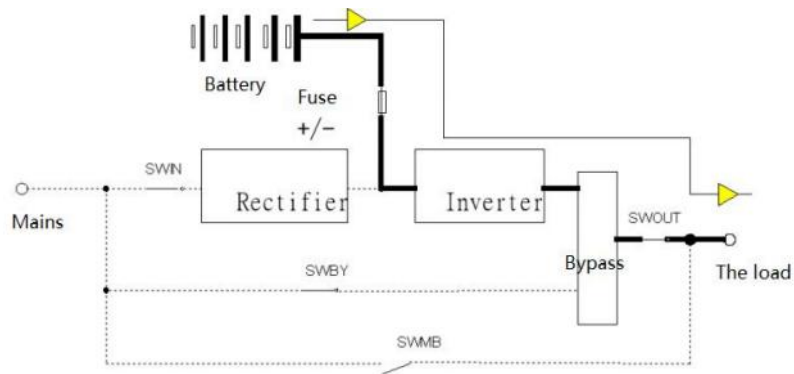 Battery
Fuse
+/-
SWIN
Mains
Rectifier
Inverter
SWOUT
Bypass
The load
SWBY
SWMB